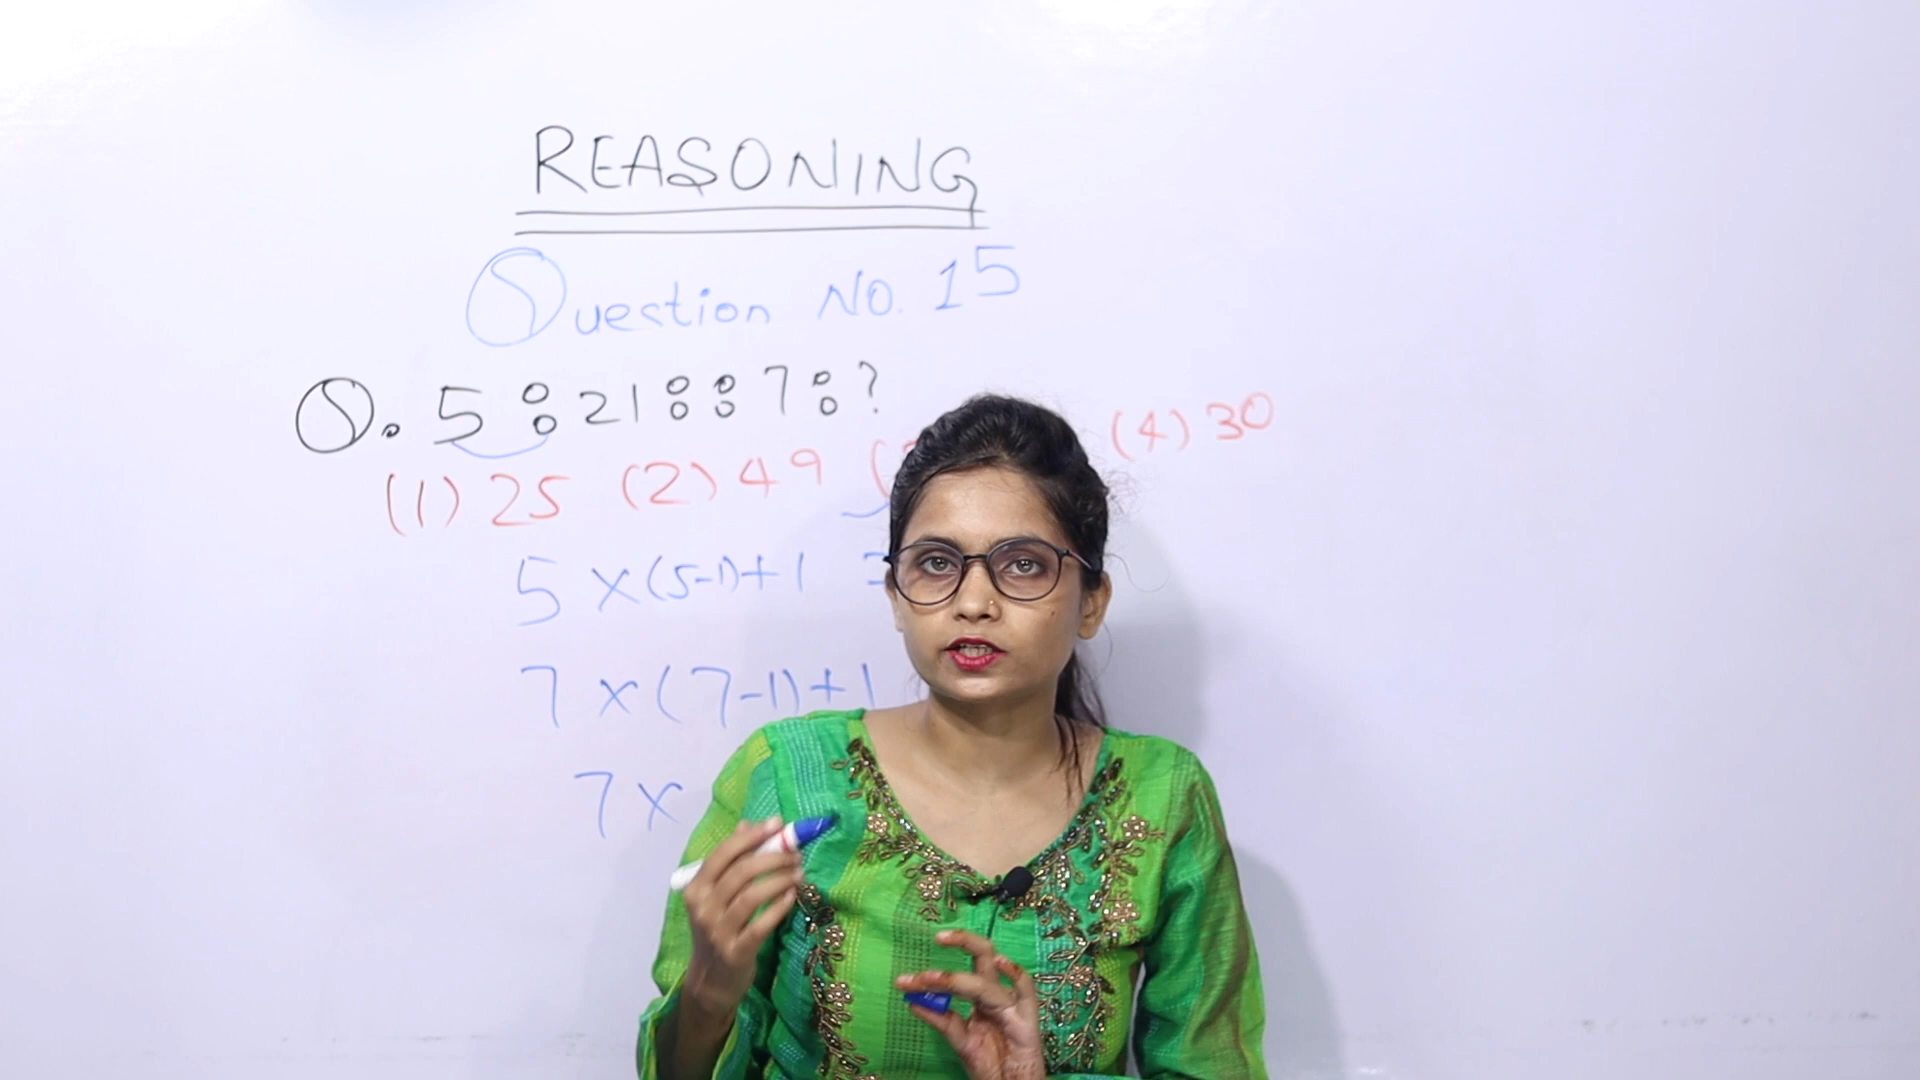 REASONING
Question No. 15
Q. 5 : 21 :: 7 : ?
(1) 25 (2) 49 ( (4) 30
5 × (5-1)+1 =
7 × (7-1)+1
7 ×